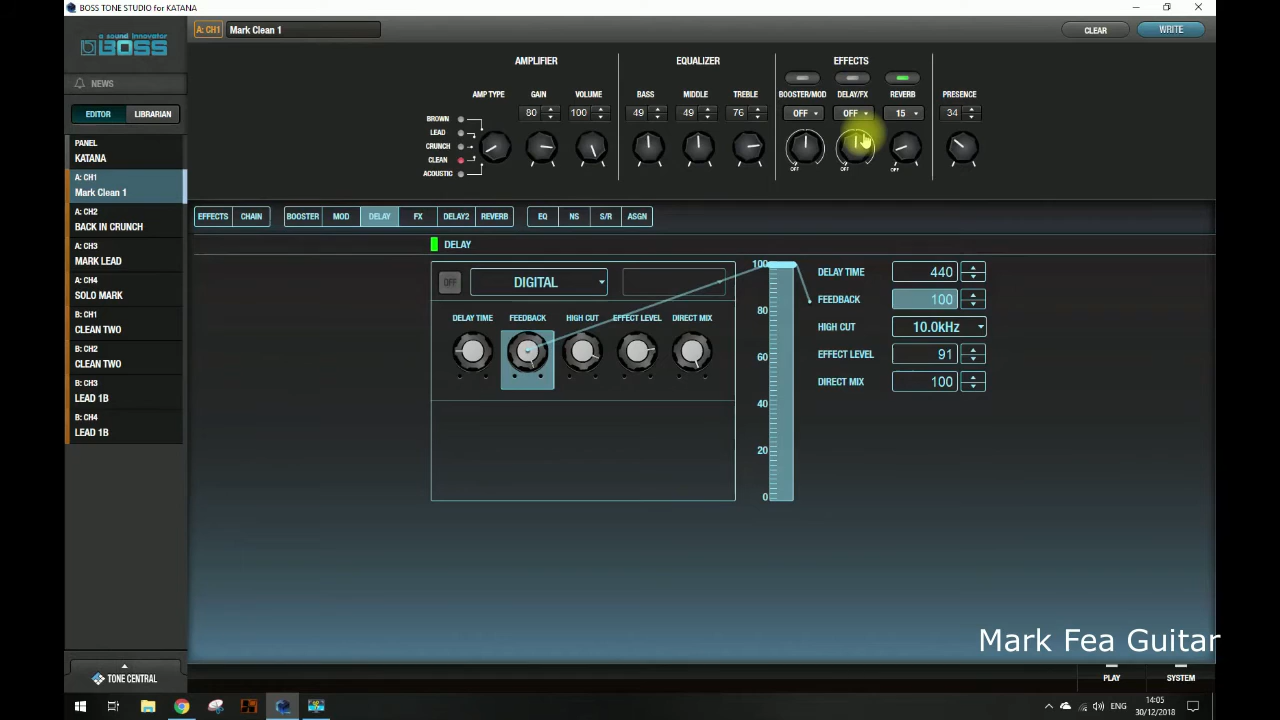 BOSS TONE STUDIO for KATANA
a sound innovator
BOSS
A: CH1 Mark Clean 1
CLEAR WRITE
NEWS
EDITOR LIBRARIAN
PANEL
KATANA
A: CH1
Mark Clean 1
A: CH2
BACK IN CRUNCH
A: CH3
MARK LEAD
A: CH4
SOLO MARK
B: CH1
CLEAN TWO
B: CH2
CLEAN TWO
B: CH3
LEAD 1B
B: CH4
LEAD 1B
TONE CENTRAL
AMPLIFIER EQUALIZER EFFECTS
AMP TYPE GAIN VOLUME BASS MIDDLE TREBLE BOOSTER/MOD DELAY/FX REVERB PRESENCE
80 100 49 49 76 OFF OFF 15 34
BROWN
LEAD
CRUNCH
CLEAN
ACOUSTIC
OFF OFF OFF
EFFECTS CHAIN BOOSTER MOD DELAY FX DELAY2 REVERB EQ NS S/R ASGN
DELAY
OFF DIGITAL
DELAY TIME FEEDBACK HIGH CUT EFFECT LEVEL DIRECT MIX
100
80
60
40
20
0
DELAY TIME 440
FEEDBACK 100
HIGH CUT 10.0kHz
EFFECT LEVEL 91
DIRECT MIX 100
Mark Fea Guitar
PLAY SYSTEM
ENG
14:05
30/12/2018